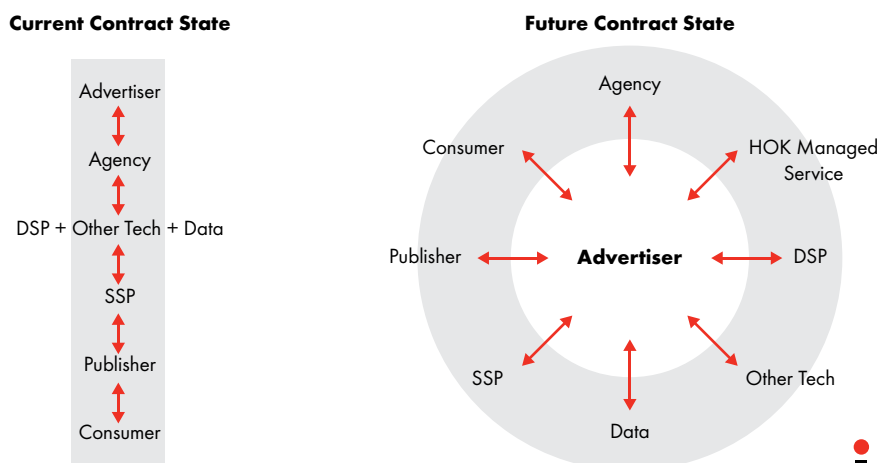 Current Contract State
Advertiser
Agency
DSP + Other Tech + Data
SSP
Publisher
Consumer
Future Contract State
Agency
HOK Managed
Service
DSP
Other Tech
Data
SSP
Publisher
Consumer
Advertiser